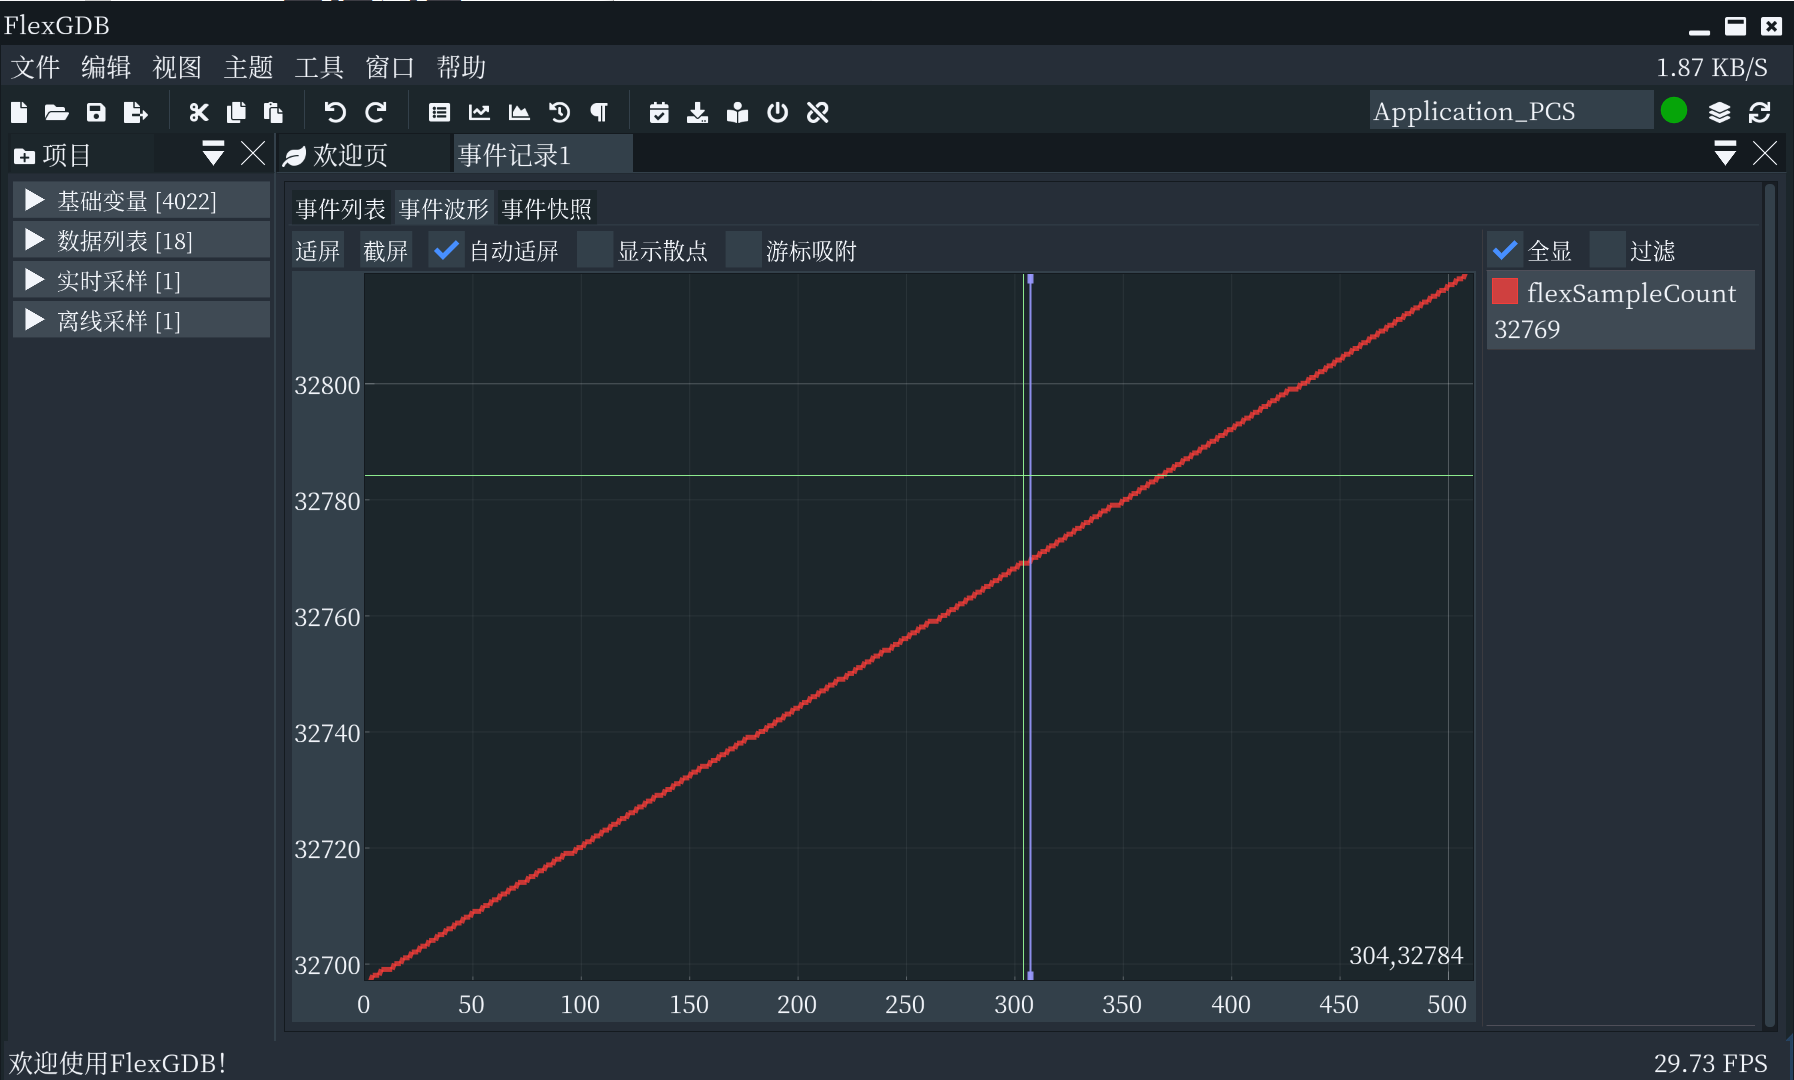 FlexGDB
文件 编辑 视图 主题 工具 窗口 帮助 1.87 KB/S
Application_PCS
项目 欢迎页 事件记录1
基础变量 [4022]
数据列表 [18]
实时采样 [1]
离线采样 [1]
事件列表 事件波形 事件快照
适屏 截屏 自动适屏 显示散点 游标吸附 全显 过滤
flexSampleCount
32769
32800
32780
32760
32740
32720
32700
304,32784
0 50 100 150 200 250 300 350 400 450 500
欢迎使用FlexGDB! 29.73 FPS